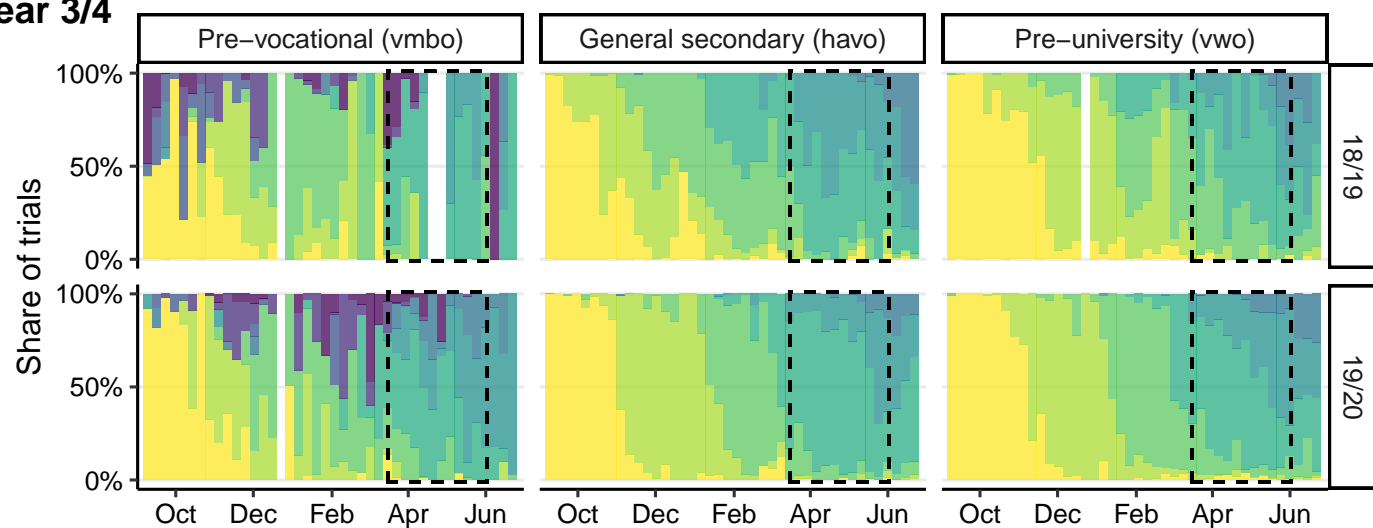 ear 3/4
Pre−vocational (vmbo)
General secondary (havo)
Pre−university (vwo)
Share of trials
100%
50%
0%
18/19
100%
50%
0%
19/20
Oct Dec Feb Apr Jun Oct Dec Feb Apr Jun Oct Dec Feb Apr Jun